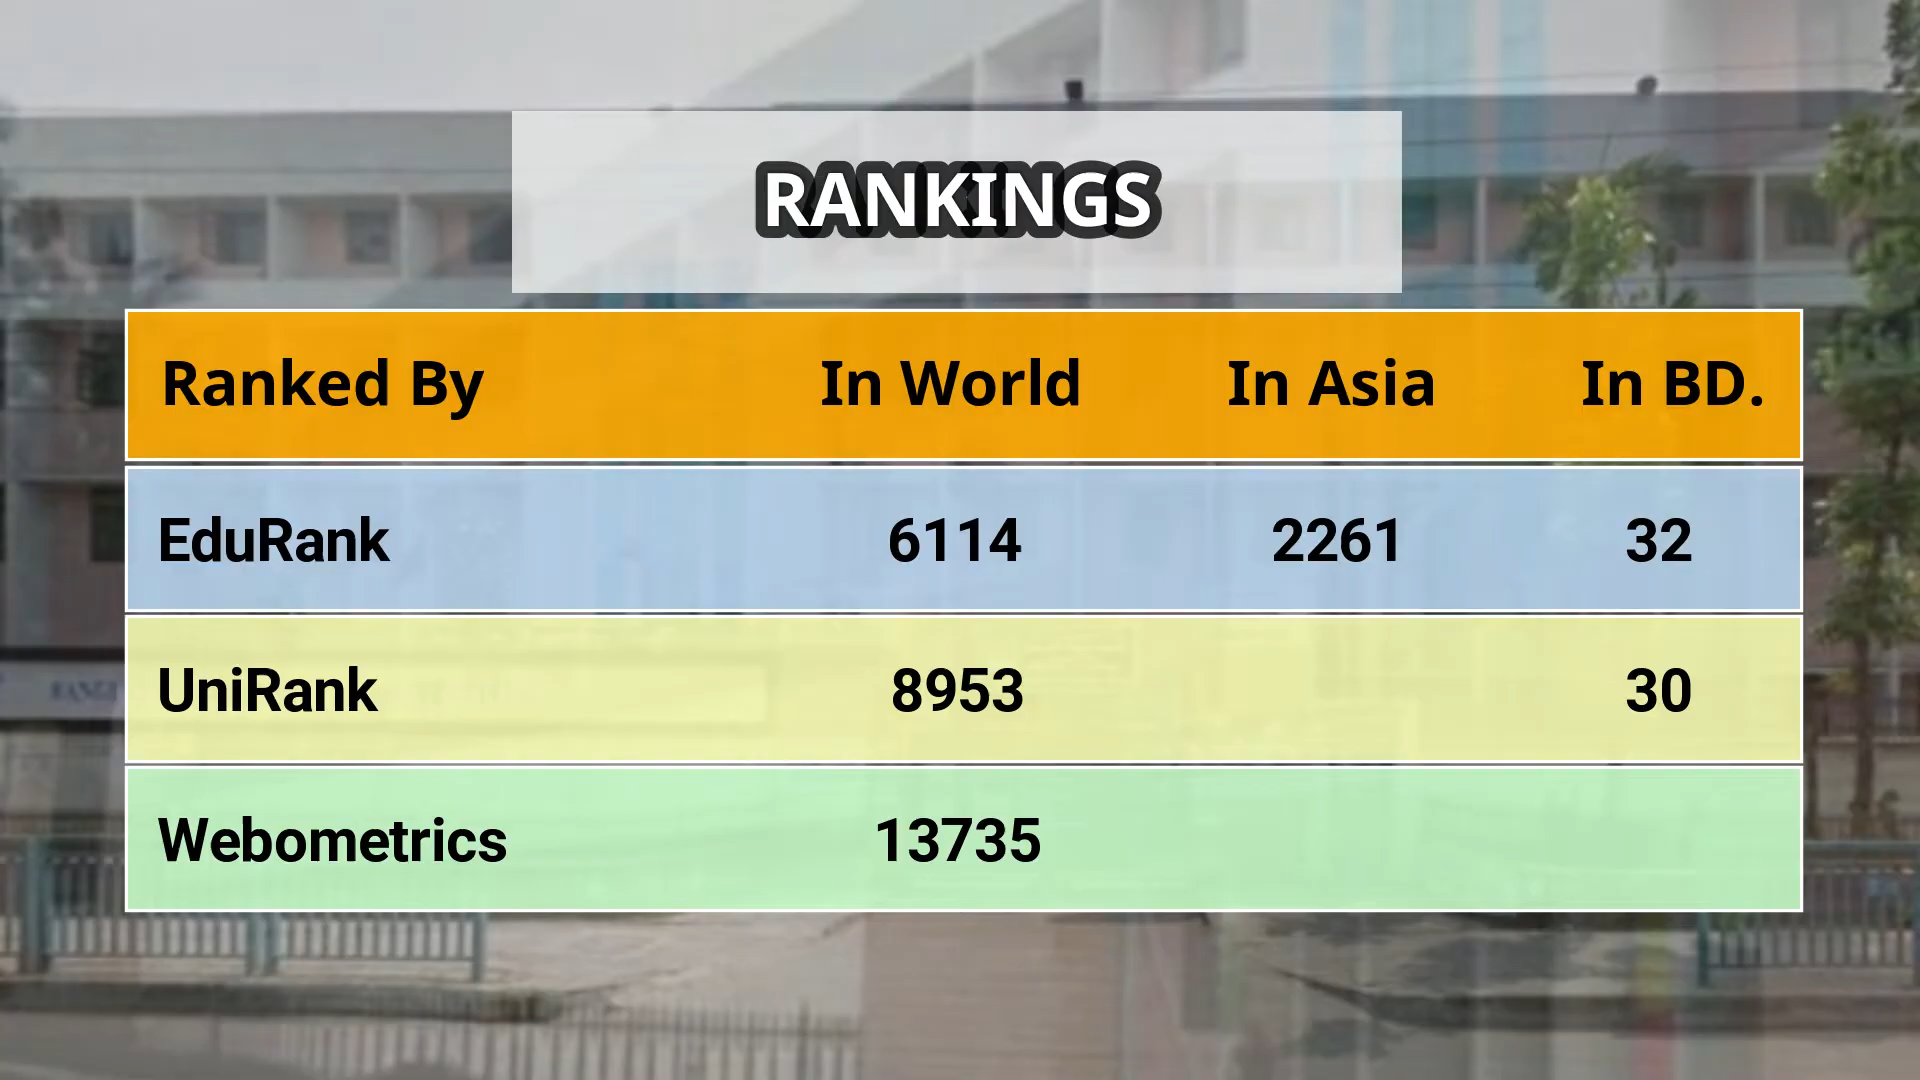 RANKINGS
Ranked By In World In Asia In BD.
EduRank 6114 2261 32
UniRank 8953 30
Webometrics 13735